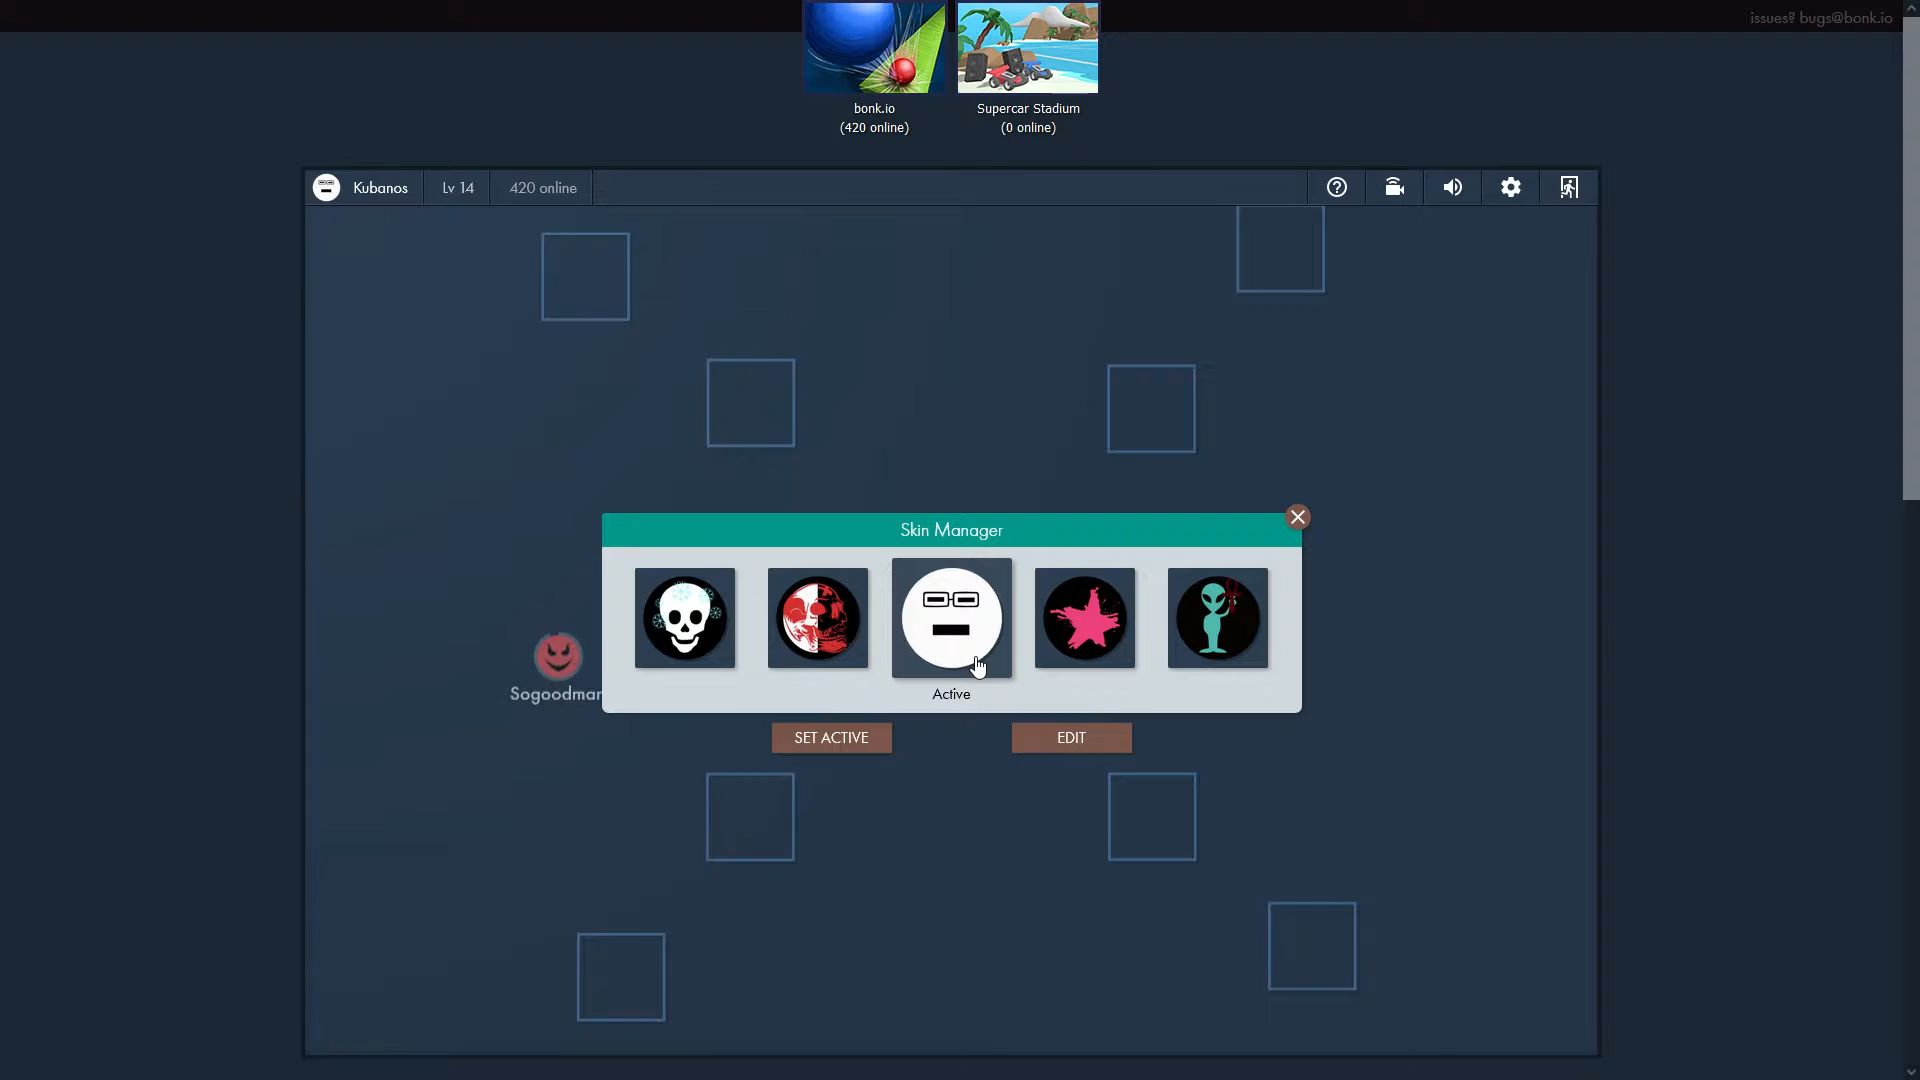 issues? bugs@bonk.io
bonk.io
(420 online)
Supercar Stadium
(0 online)
Kubanos
Lv 14
420 online
Skin Manager
Sogoodman
Active
SET ACTIVE
EDIT